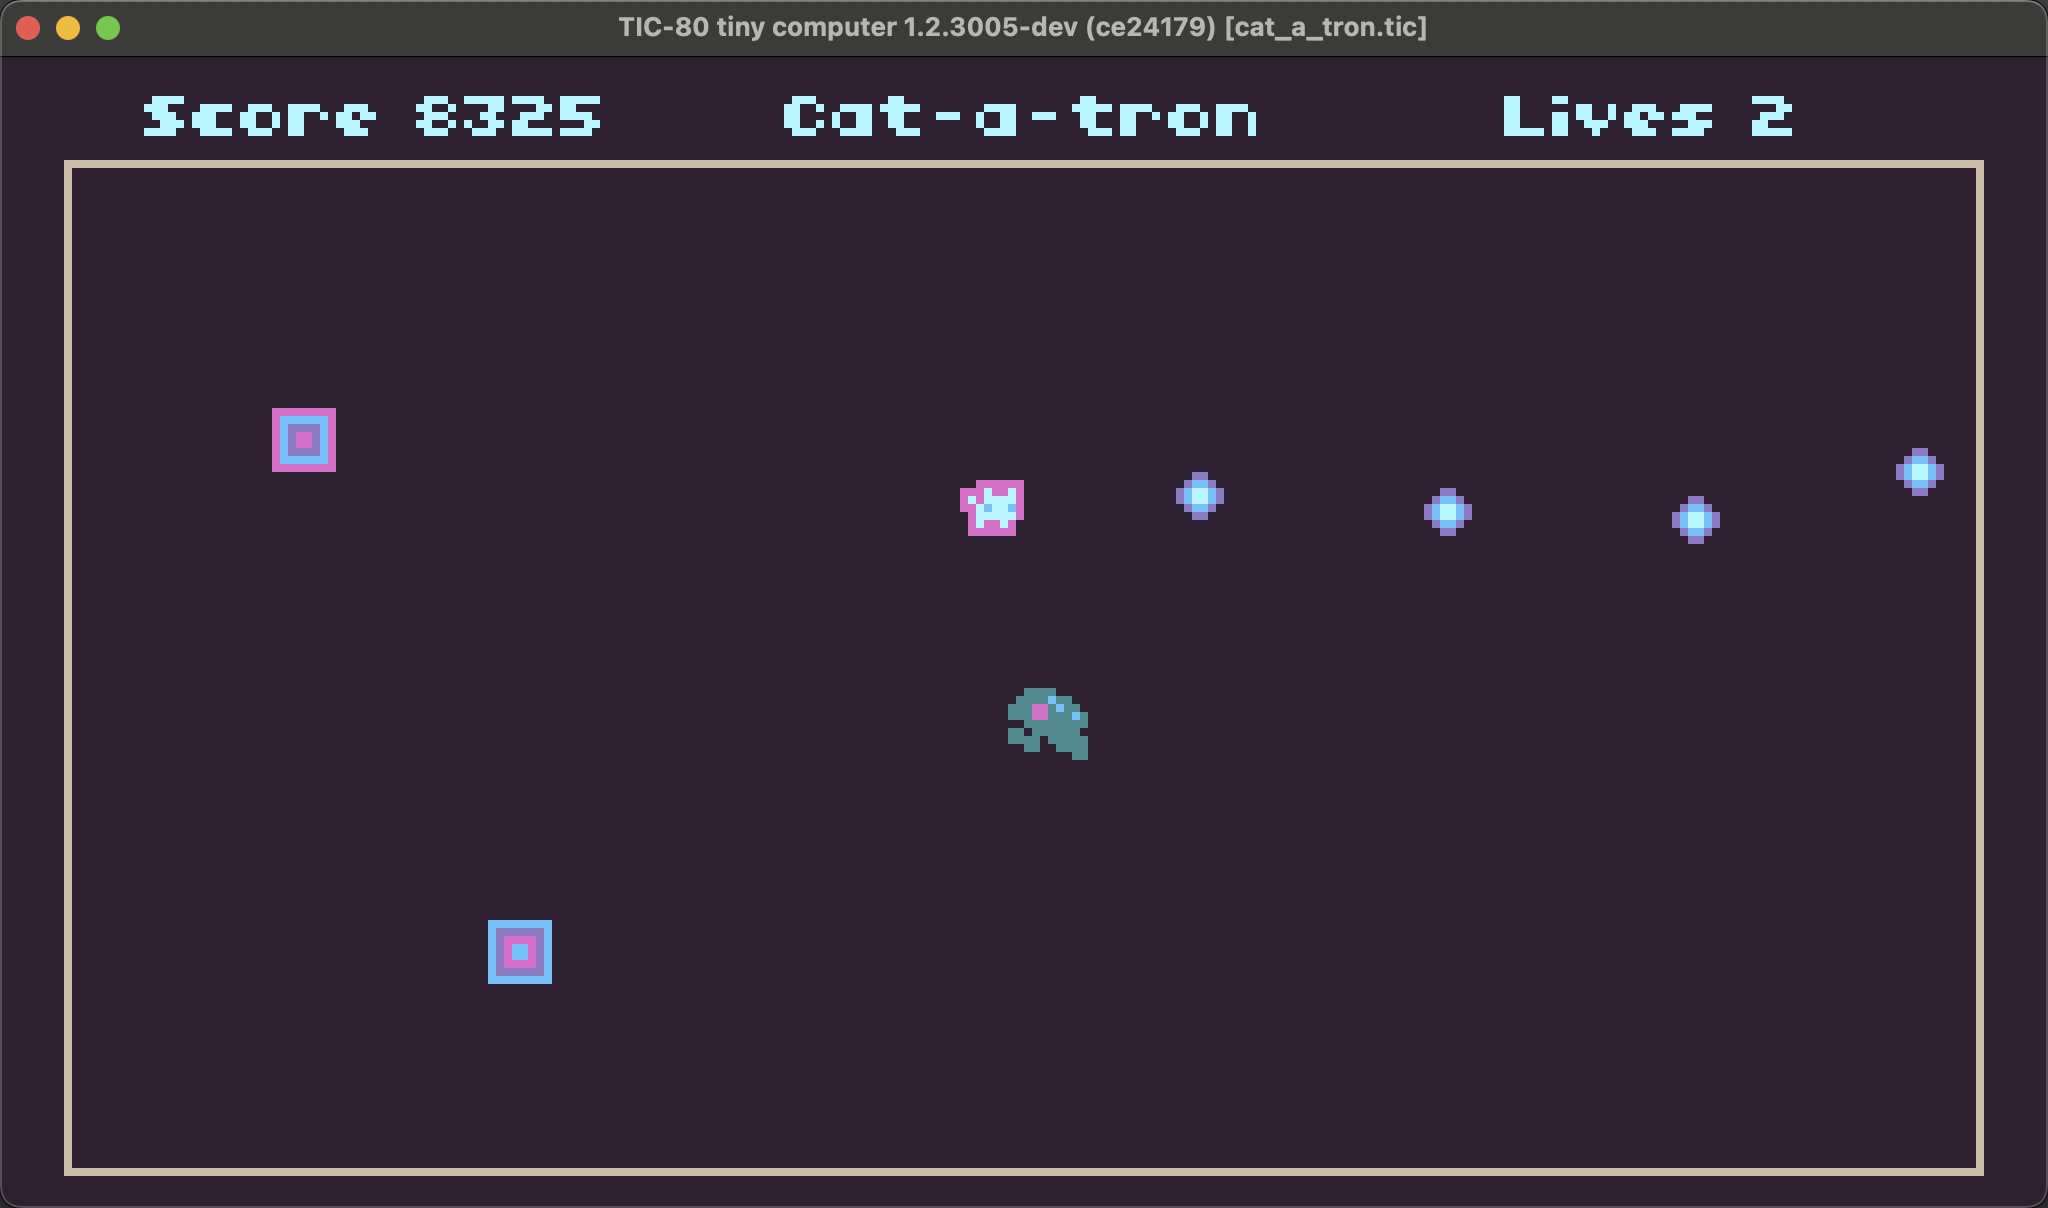 TIC-80 tiny computer 1.2.3005-dev (ce24179) [cat_a_tron.tic]
Score 8325 Cat-a-tron Lives 2